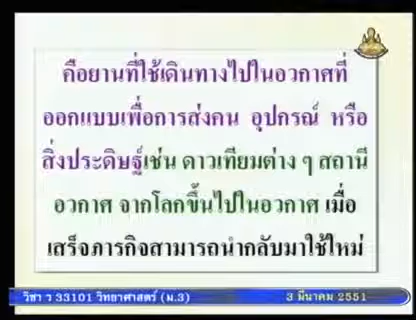 คือยานที่ใช้เดินทางไปในอวกาศที่
ออกแบบเพื่อการส่งคน อุปกรณ์ หรือ
สิ่งประดิษฐ์เช่น ดาวเทียมต่าง ๆ สถานี
อวกาศ จากโลกขึ้นไปในอวกาศ เมื่อ
เสร็จภารกิจสามารถนำกลับมาใช้ใหม่
วิชา ว 33101 วิทยาศาสตร์ (ม.3)
3 มีนาคม 2551